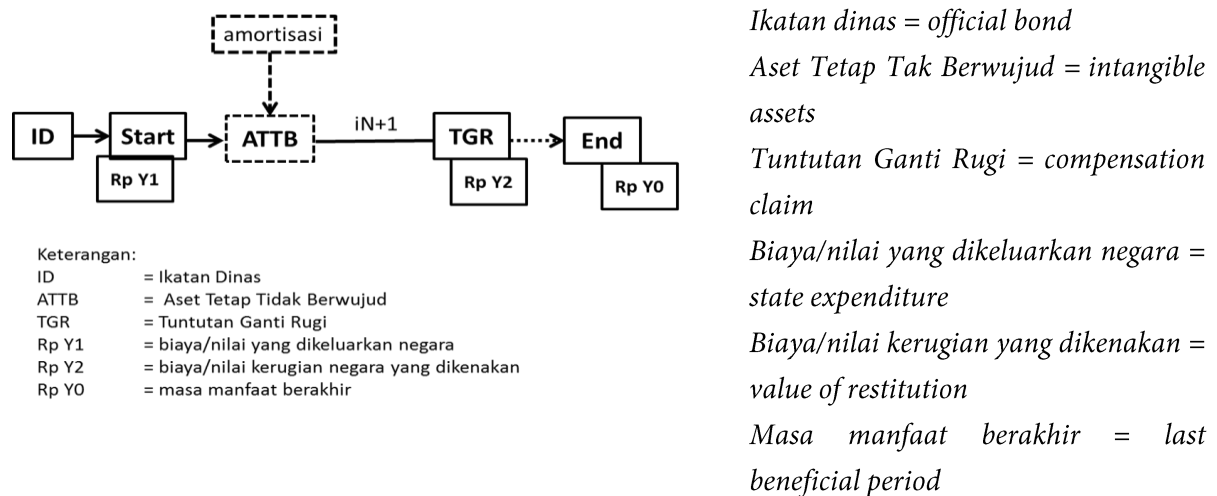 amortisasi
ID
Start
ATTB
iN+1
TGR
End
Rp Y1
Rp Y2
Rp Y0
Keterangan:
ID = Ikatan Dinas
ATTB = Aset Tetap Tidak Berwujud
TGR = Tuntutan Ganti Rugi
Rp Y1 = biaya/nilai yang dikeluarkan negara
Rp Y2 = biaya/nilai kerugian negara yang dikenakan
Rp Y0 = masa manfaat berakhir
Ikatan dinas = official bond
Aset Tetap Tak Berwujud = intangible
assets
Tuntutan Ganti Rugi = compensation
claim
Biaya/nilai yang dikeluarkan negara =
state expenditure
Biaya/nilai kerugian yang dikenakan =
value of restitution
Masa manfaat berakhir = last
beneficial period